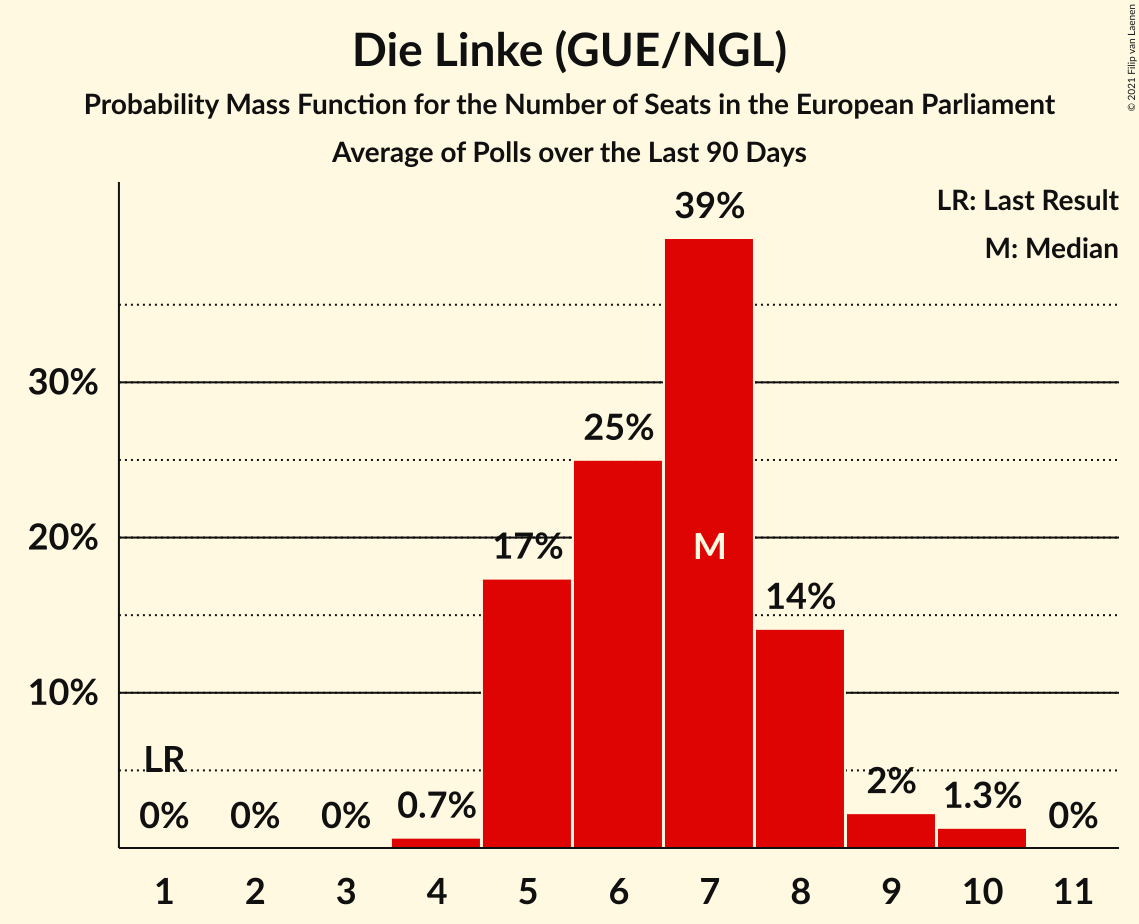 Die Linke (GUE/NGL)
Probability Mass Function for the Number of Seats in the European Parliament
Average of Polls over the Last 90 Days
© 2021 Filip van Laenen
LR: Last Result
M: Median
39%
30%
25%
20%
17%
M
14%
10%
LR
0%
0%
0%
0.7%
2%
1.3%
0%
1 2 3 4 5 6 7 8 9 10 11